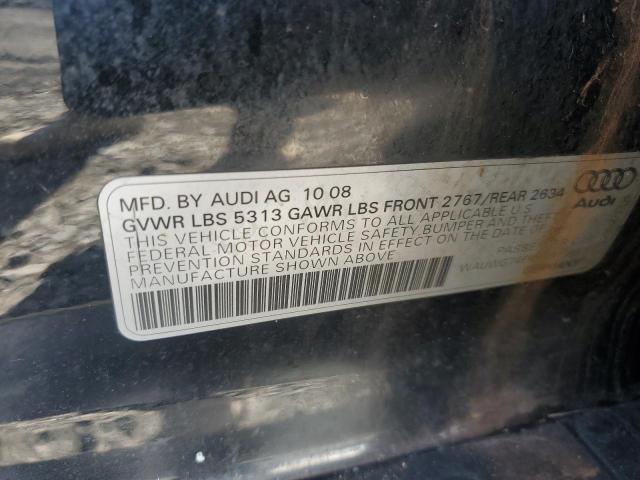 MFD. BY AUDI AG 10 08
GVWR LBS 5313 GAWR LBS FRONT 2767/REAR 2634
THIS VEHICLE CONFORMS TO ALL APPLICABLE U.S
FEDERAL MOTOR VEHICLE SAFETY, BUMPER AND THEFT
PREVENTION STANDARDS IN EFFECT ON THE DATE OF
MANUFACTURE SHOWN ABOVE.
Audi